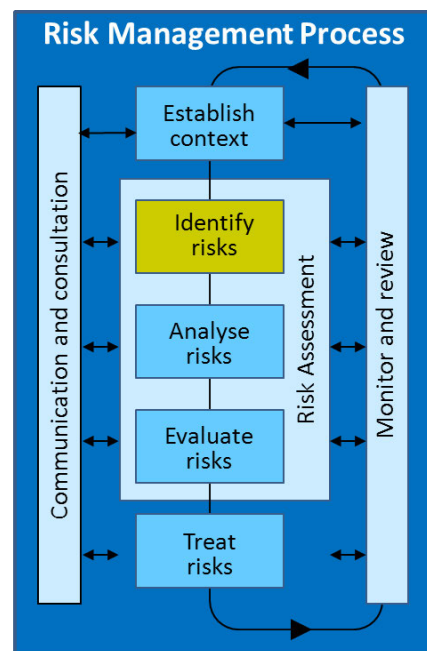 Risk Management Process
Establish
context
Communication and consultation
Identify
risks
Analyse
risks
Evaluate
risks
Risk Assessment
Monitor and review
Treat
risks